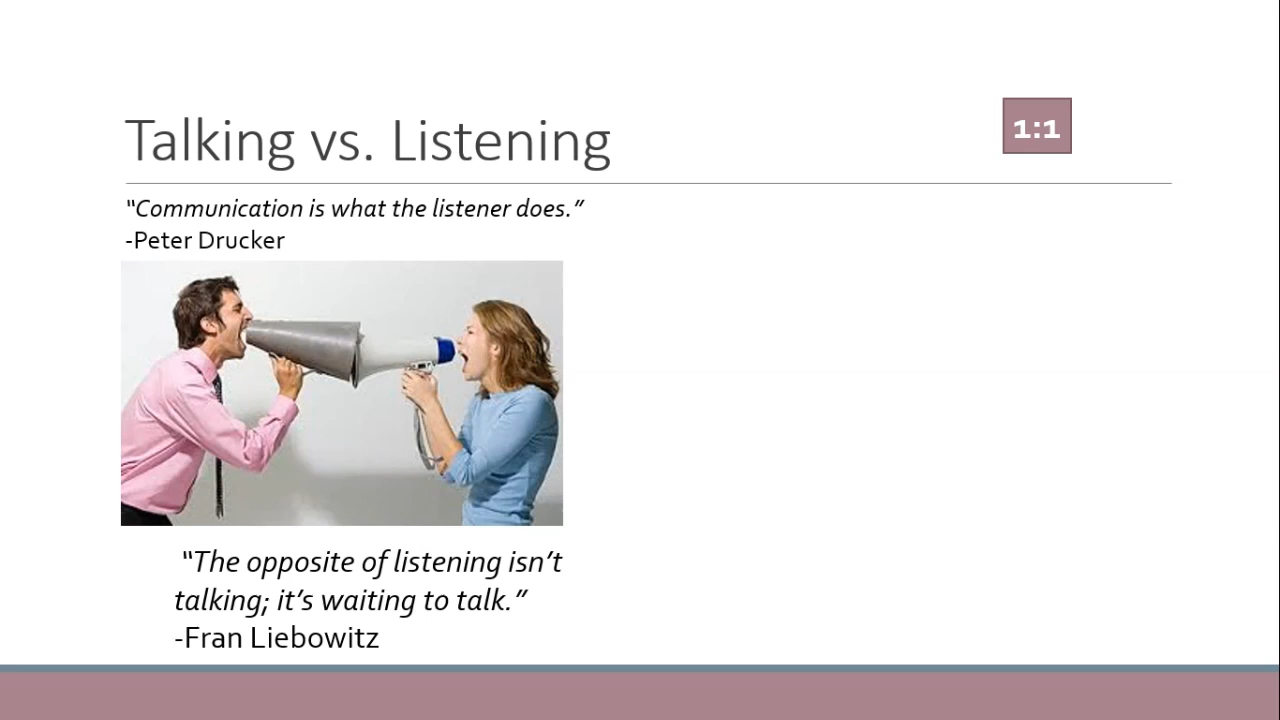 Talking vs. Listening
1:1
“Communication is what the listener does.”
-Peter Drucker
“The opposite of listening isn’t
talking; it’s waiting to talk.”
-Fran Liebowitz